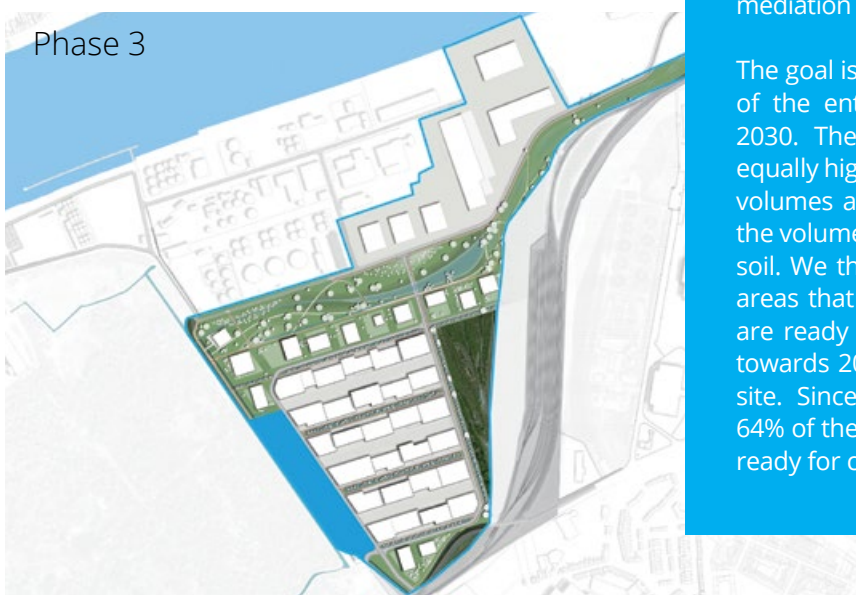 Phase 3
mediation
The goal is
of the ent
2030. The
equally hig
volumes a
the volume
soil. We th
areas that
are ready
towards 20
site. Since
64% of the
ready for c